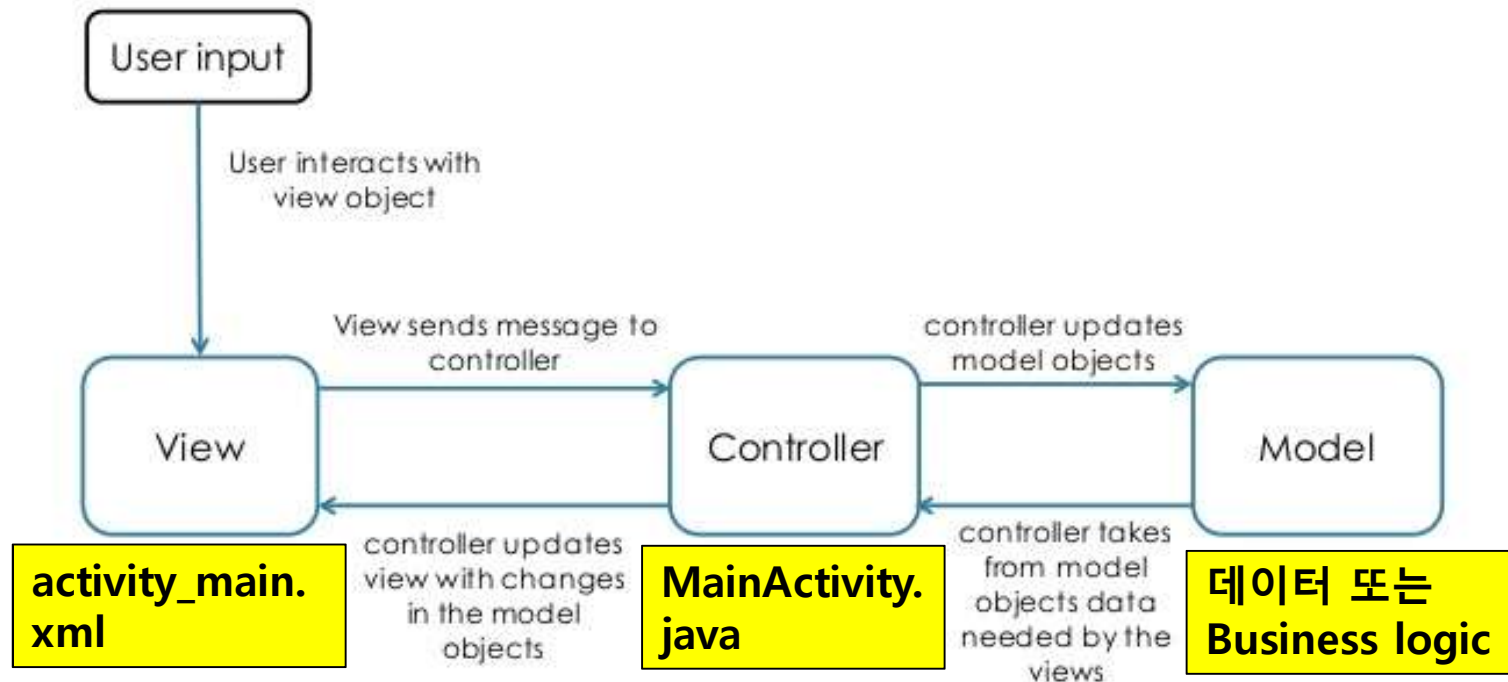 User input
User interacts with
view object
View sends message to
controller
controller updates
model objects
View
Controller
Model
controller updates
view with changes
in the model
objects
controller takes
from model
objects data
needed by the
views
activity_main.
xml
MainActivity.
java
데이터 또는
Business logic